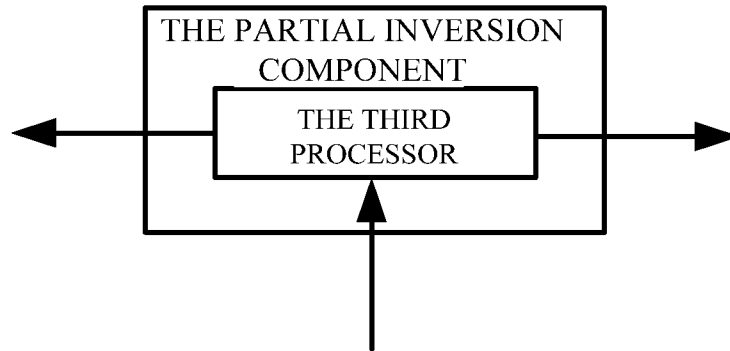 THE PARTIAL INVERSION
COMPONENT
THE THIRD
PROCESSOR